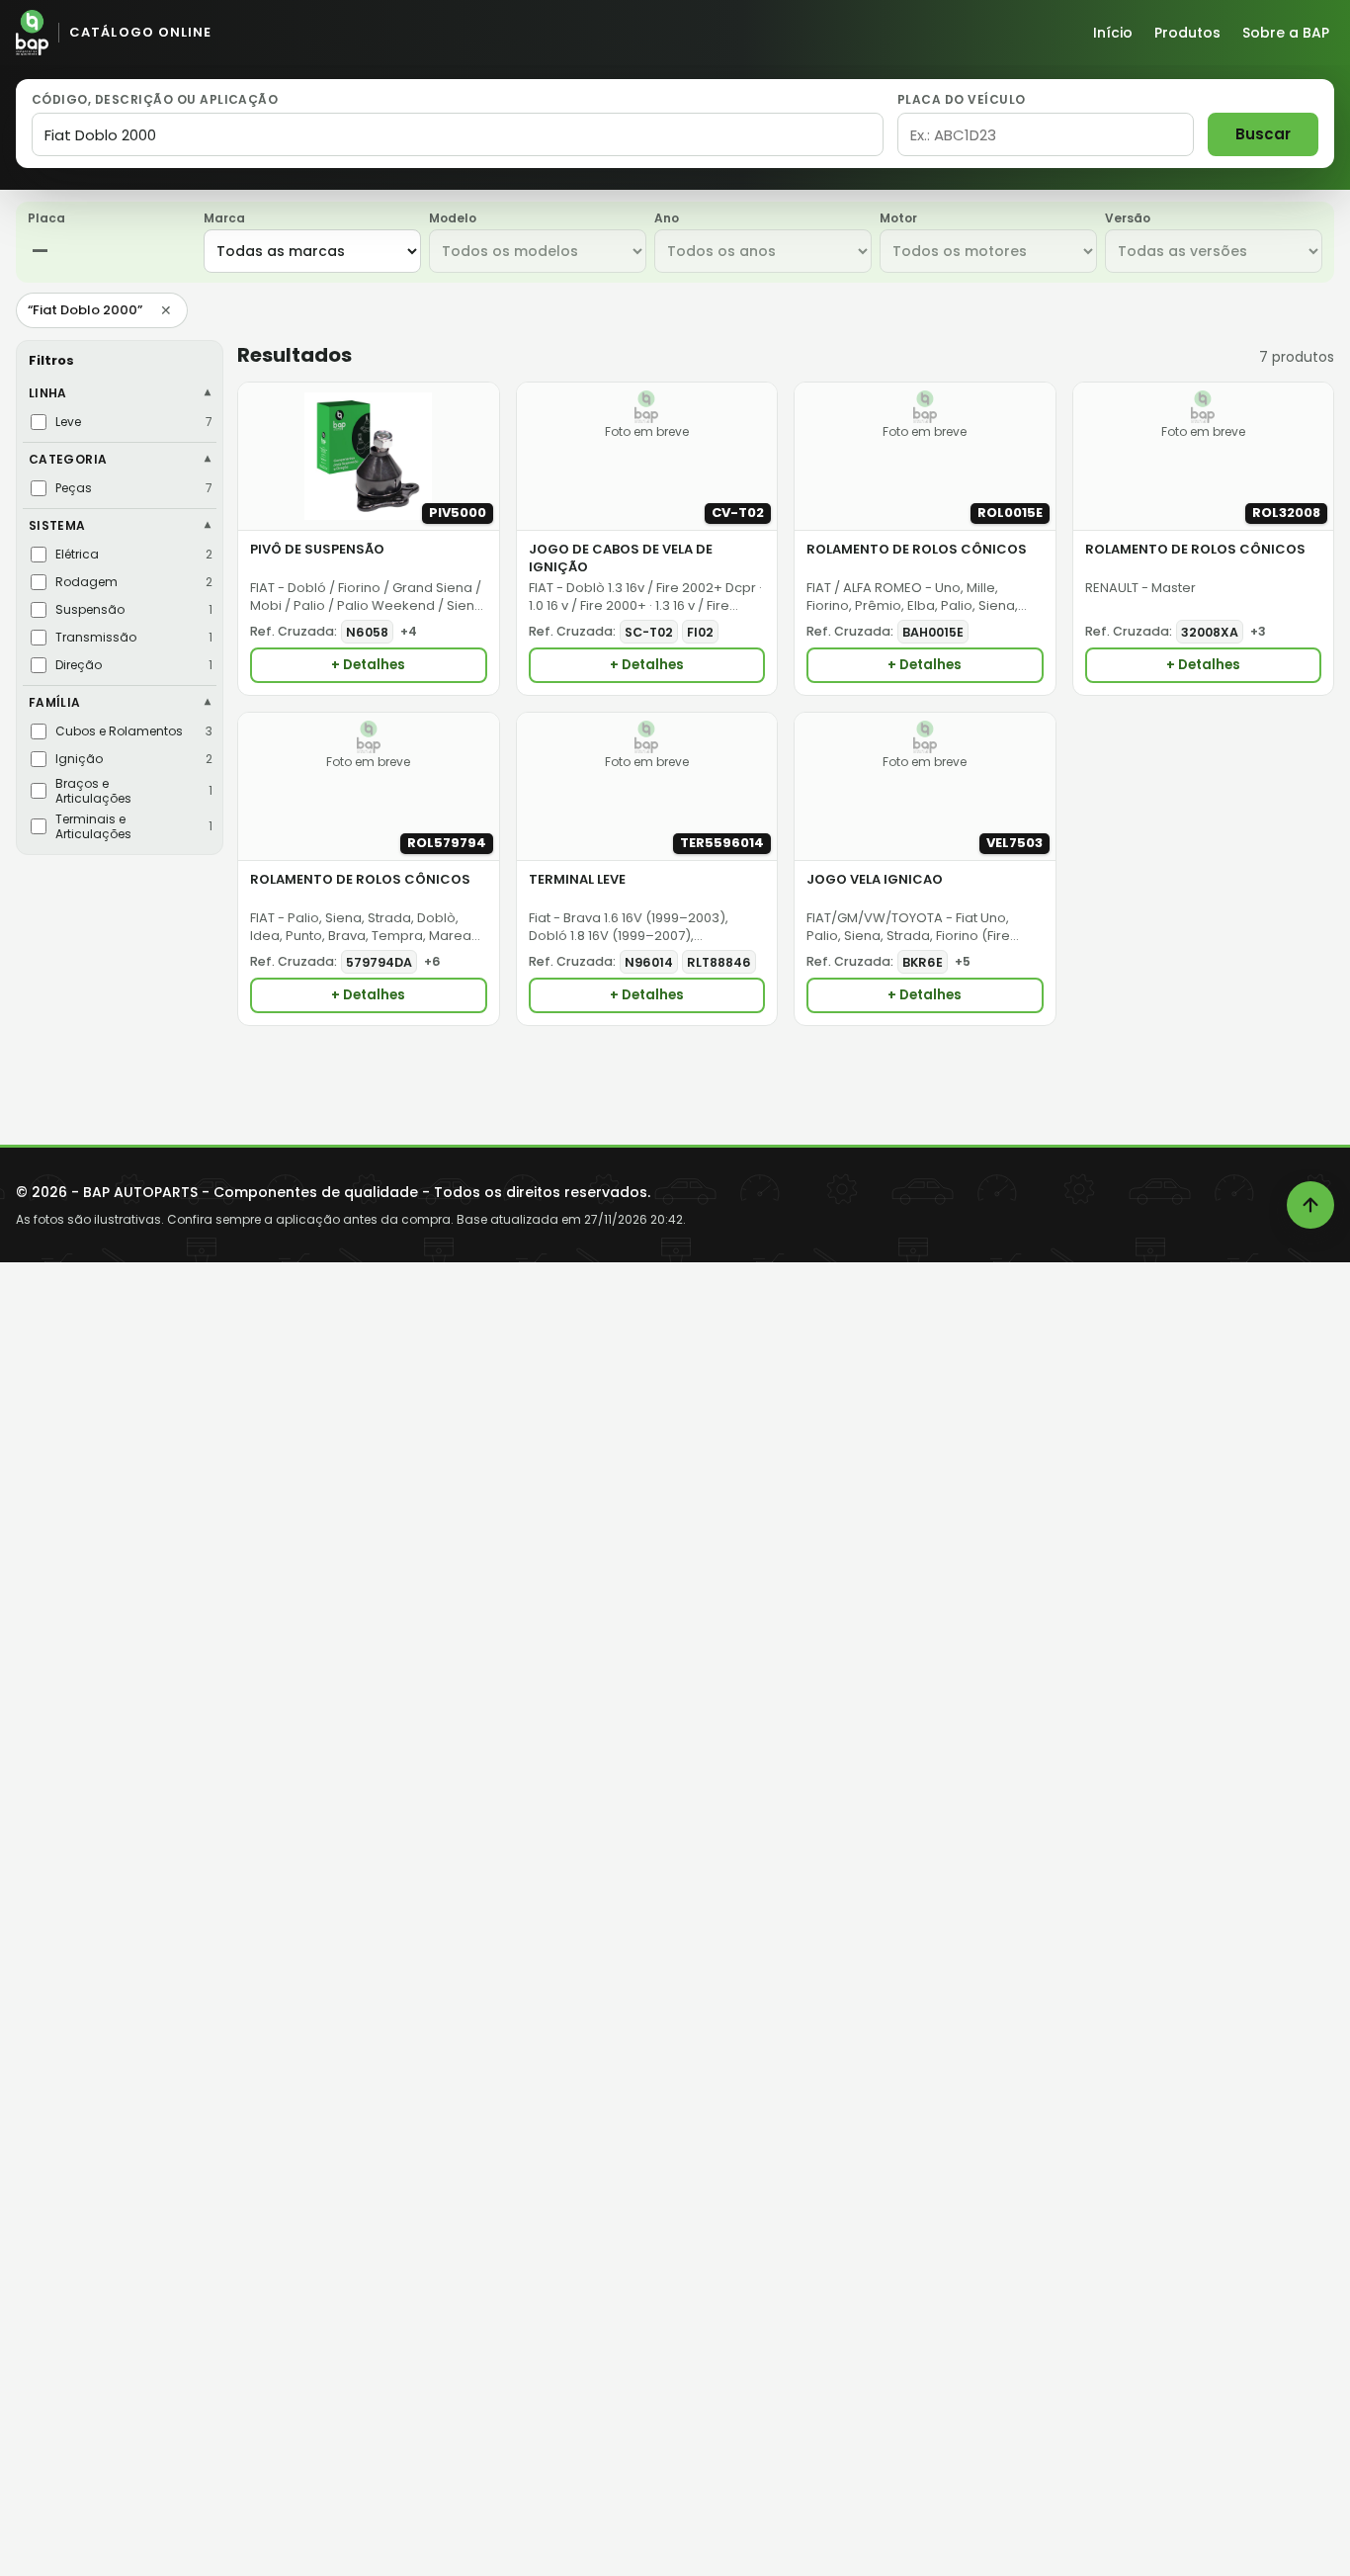 bap
CATÁLOGO ONLINE
Início
Produtos
Sobre a BAP
CÓDIGO, DESCRIÇÃO OU APLICAÇÃO
PLACA DO VEÍCULO
Fiat Doblo 2000
Ex.: ABC1D23
Buscar
Placa
Marca
Modelo
Ano
Motor
Versão
—
Todas as marcas
Todos os modelos
Todos os anos
Todos os motores
Todas as versões
“Fiat Doblo 2000” ×
Filtros
LINHA
Leve 7
CATEGORIA
Peças 7
SISTEMA
Elétrica 2
Rodagem 2
Suspensão 1
Transmissão 1
Direção 1
FAMÍLIA
Cubos e Rolamentos 3
Ignição 2
Braços e
Articulações 1
Terminais e
Articulações 1
Resultados
7 produtos
bap
PIV5000
PIVÔ DE SUSPENSÃO
FIAT - Dobló / Fiorino / Grand Siena /
Mobi / Palio / Palio Weekend / Sien...
Ref. Cruzada: N6058 +4
+ Detalhes
bap
Foto em breve
CV-T02
JOGO DE CABOS DE VELA DE
IGNIÇÃO
FIAT - Doblò 1.3 16v / Fire 2002+ Dcpr ·
1.0 16 v / Fire 2000+ · 1.3 16 v / Fire...
Ref. Cruzada: SC-T02 FI02
+ Detalhes
bap
Foto em breve
ROL0015E
ROLAMENTO DE ROLOS CÔNICOS
FIAT / ALFA ROMEO - Uno, Mille,
Fiorino, Prêmio, Elba, Palio, Siena,...
Ref. Cruzada: BAH0015E
+ Detalhes
bap
Foto em breve
ROL32008
ROLAMENTO DE ROLOS CÔNICOS
RENAULT - Master
Ref. Cruzada: 32008XA +3
+ Detalhes
bap
Foto em breve
ROL579794
ROLAMENTO DE ROLOS CÔNICOS
FIAT - Palio, Siena, Strada, Doblò,
Idea, Punto, Brava, Tempra, Marea...
Ref. Cruzada: 579794DA +6
+ Detalhes
bap
Foto em breve
TER5596014
TERMINAL LEVE
Fiat - Brava 1.6 16V (1999–2003),
Dobló 1.8 16V (1999–2007),...
Ref. Cruzada: N96014 RLT88846
+ Detalhes
bap
Foto em breve
VEL7503
JOGO VELA IGNICAO
FIAT/GM/VW/TOYOTA - Fiat Uno,
Palio, Siena, Strada, Fiorino (Fire...
Ref. Cruzada: BKR6E +5
+ Detalhes
© 2026 - BAP AUTOPARTS - Componentes de qualidade - Todos os direitos reservados.
As fotos são ilustrativas. Confira sempre a aplicação antes da compra. Base atualizada em 27/11/2026 20:42.